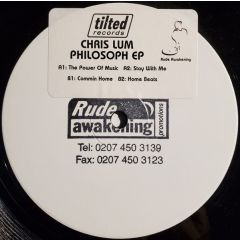 tilted
records
CHRIS LUM
PHILOSOPH EP
Rude Awakening
A1: The Power Of Music A2: Stay With Me
B1: Commin Home B2: Home Beats
Rude
awakening
promotions
Tel: 0207 450 3139
Fax: 0207 450 3123